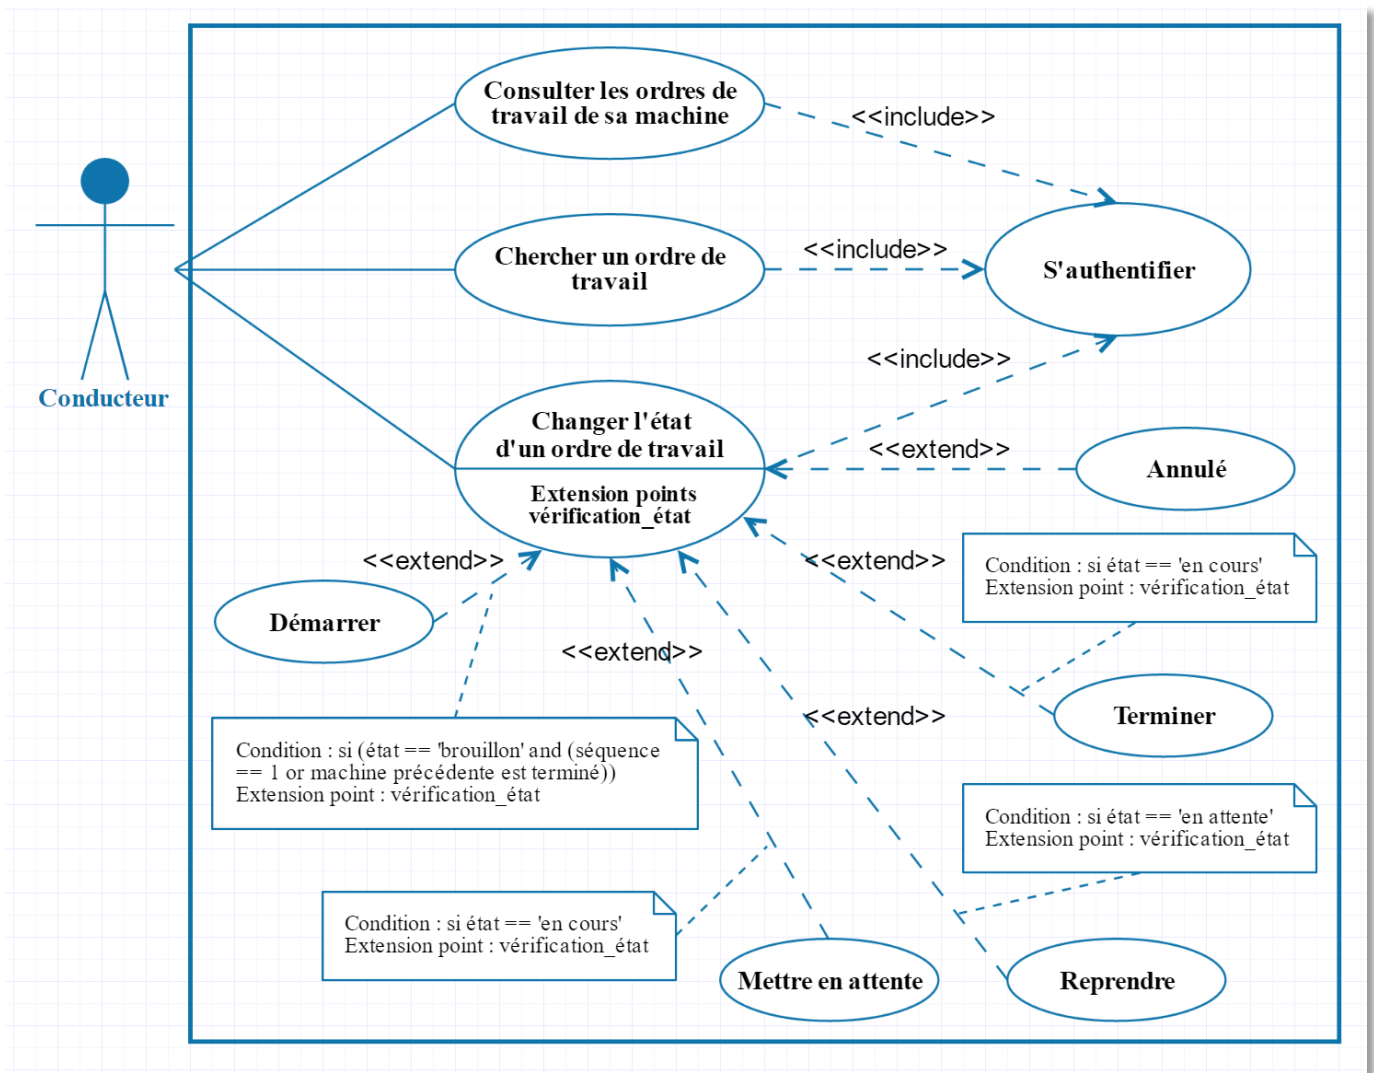 Consulter les ordres de
travail de sa machine
<<include>>
Chercher un ordre de
travail
<<include>>
S'authentifier
Conducteur
<<include>>
Changer l'état
d'un ordre de travail
Extension points
vérification_état
<<extend>>
Annulé
<<extend>>
Démarrer
<<extend>>
Condition : si état == 'en cours'
Extension point : vérification_état
<<extend>>
Terminer
<<extend>>
Condition : si (état == 'brouillon' and (séquence
== 1 or machine précédente est terminé))
Extension point : vérification_état
Condition : si état == 'en attente'
Extension point : vérification_état
Condition : si état == 'en cours'
Extension point : vérification_état
Mettre en attente
Reprendre